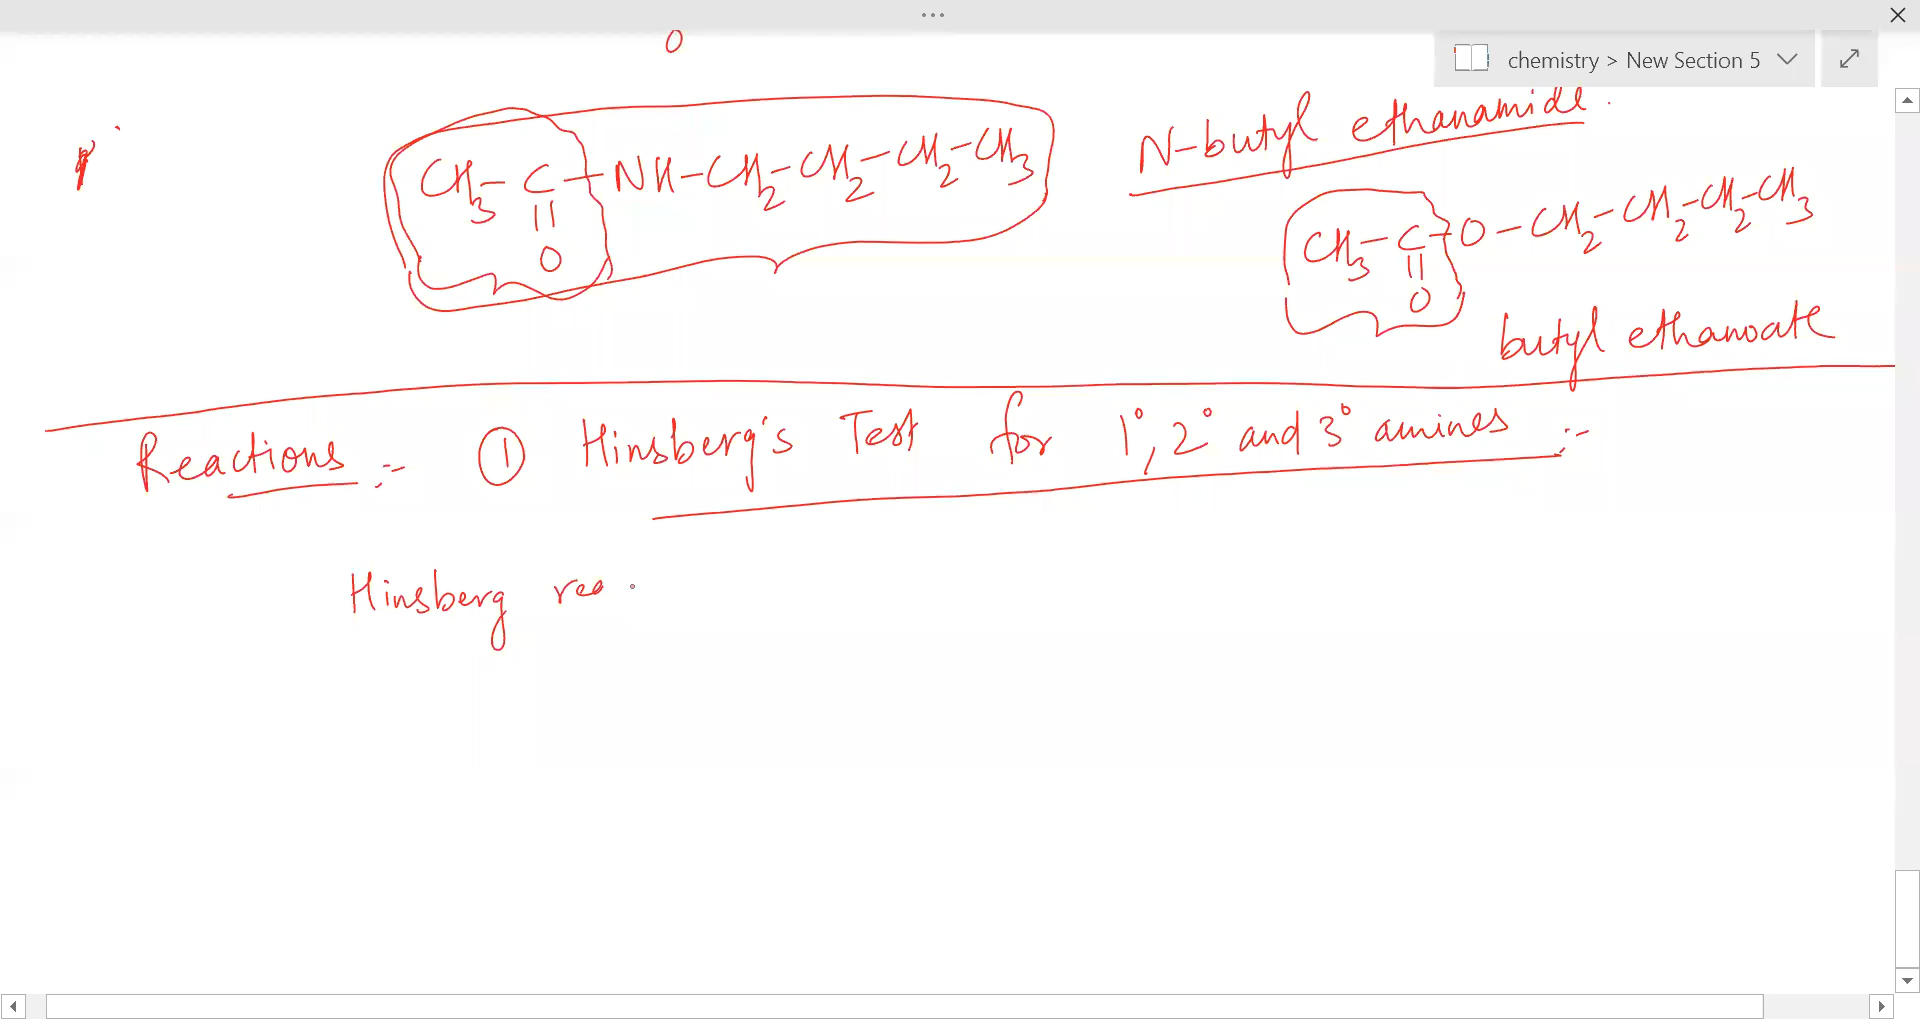 O
chemistry > New Section 5
N-butyl ethanamide.
CH3-C-NH-CH2-CH2-CH2-CH3
||
O
CH3-C-O-CH2-CH2-CH2-CH3
||
O
butyl ethanoate
Reactions :- ① Hinsberg's Test for 1°, 2° and 3° amines :-
Hinsberg rea